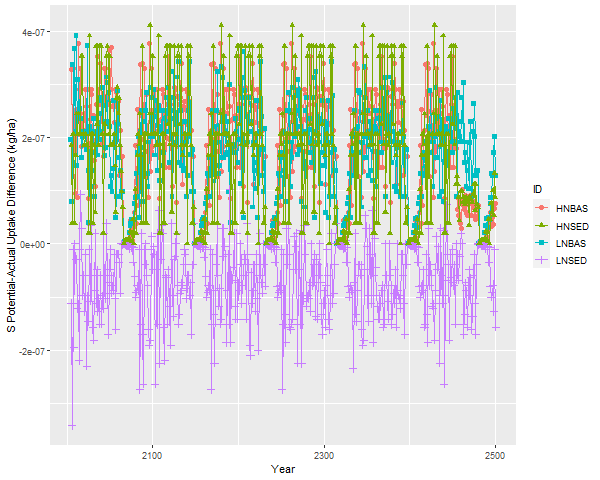 S Potential-Actual Uptake Difference (kg/ha)
4e-07
2e-07
0e+00
-2e-07
2100
2300
2500
Year
ID
HNBAS
HNSED
LNBAS
LNSED